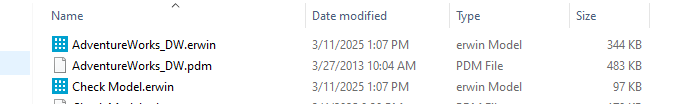 Name Date modified Type Size
AdventureWorks_DW.erwin 3/11/2025 1:07 PM erwin Model 344 KB
AdventureWorks_DW.pdm 3/27/2013 10:04 AM PDM File 483 KB
Check Model.erwin 3/11/2025 1:07 PM erwin Model 97 KB